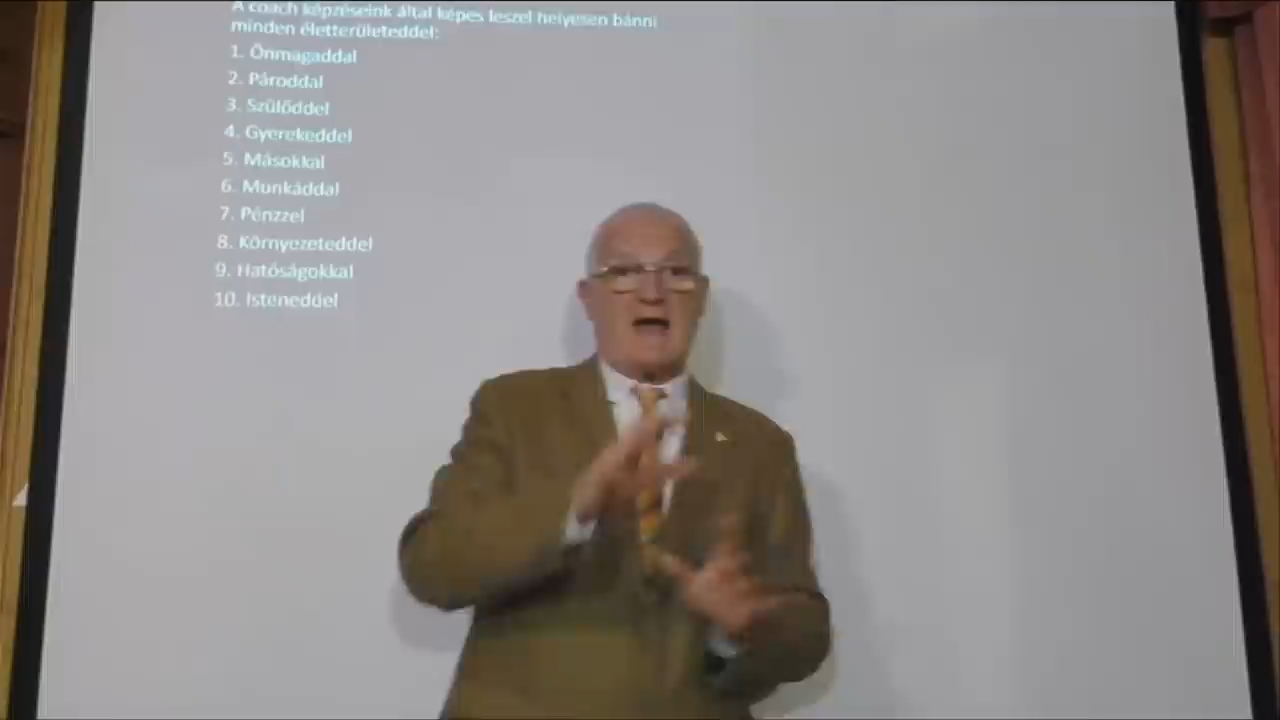 A coach képzéseink által képes leszel helyesen bánni
minden életterületeddel:
1. Önmagaddal
2. Pároddal
3. Szülőddel
4. Gyerekeddel
5. Másokkal
6. Munkáddal
7. Pénzzel
8. Környezeteddel
9. Hatóságokkal
10. Isteneddel